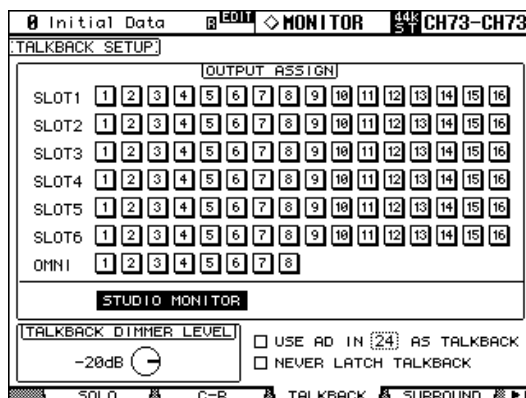 0 Initial Data R EDIT ◇MONITOR 44k ST CH73-CH73
TALKBACK SETUP
OUTPUT ASSIGN
SLOT1 1 2 3 4 5 6 7 8 9 10 11 12 13 14 15 16
SLOT2 1 2 3 4 5 6 7 8 9 10 11 12 13 14 15 16
SLOT3 1 2 3 4 5 6 7 8 9 10 11 12 13 14 15 16
SLOT4 1 2 3 4 5 6 7 8 9 10 11 12 13 14 15 16
SLOT5 1 2 3 4 5 6 7 8 9 10 11 12 13 14 15 16
SLOT6 1 2 3 4 5 6 7 8 9 10 11 12 13 14 15 16
OMNI 1 2 3 4 5 6 7 8
STUDIO MONITOR
TALKBACK DIMMER LEVEL
-20dB
USE AD IN 24 AS TALKBACK
NEVER LATCH TALKBACK
SOLO C-R TALKBACK SURROUND